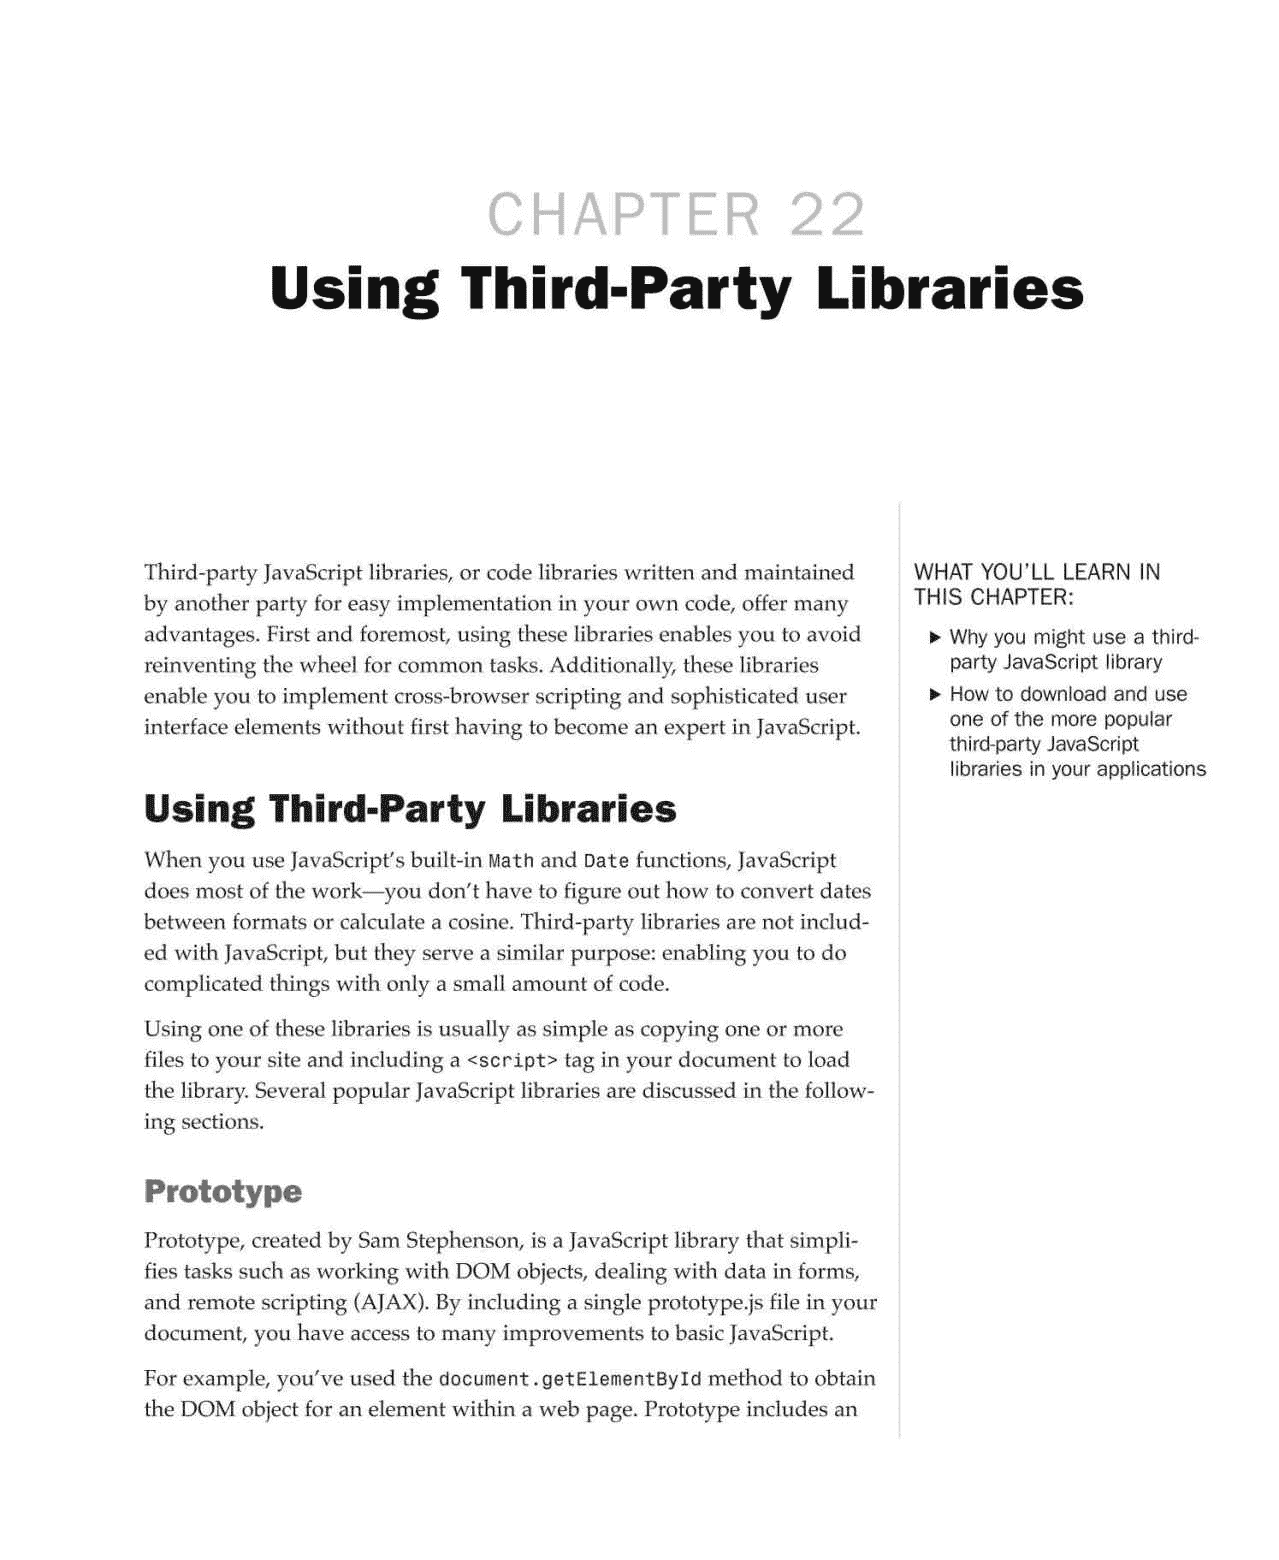 CHAPTER 22
Using Third-Party Libraries
Third-party JavaScript libraries, or code libraries written and maintained
by another party for easy implementation in your own code, offer many
advantages. First and foremost, using these libraries enables you to avoid
reinventing the wheel for common tasks. Additionally, these libraries
enable you to implement cross-browser scripting and sophisticated user
interface elements without first having to become an expert in JavaScript.
WHAT YOU'LL LEARN IN
THIS CHAPTER:
► Why you might use a third-
party JavaScript library
► How to download and use
one of the more popular
third-party JavaScript
libraries in your applications
Using Third-Party Libraries
When you use JavaScript's built-in Math and Date functions, JavaScript
does most of the work—you don't have to figure out how to convert dates
between formats or calculate a cosine. Third-party libraries are not includ-
ed with JavaScript, but they serve a similar purpose: enabling you to do
complicated things with only a small amount of code.
Using one of these libraries is usually as simple as copying one or more
files to your site and including a <script> tag in your document to load
the library. Several popular JavaScript libraries are discussed in the follow-
ing sections.
Prototype
Prototype, created by Sam Stephenson, is a JavaScript library that simpli-
fies tasks such as working with DOM objects, dealing with data in forms,
and remote scripting (AJAX). By including a single prototype.js file in your
document, you have access to many improvements to basic JavaScript.
For example, you've used the document.getElementById method to obtain
the DOM object for an element within a web page. Prototype includes an